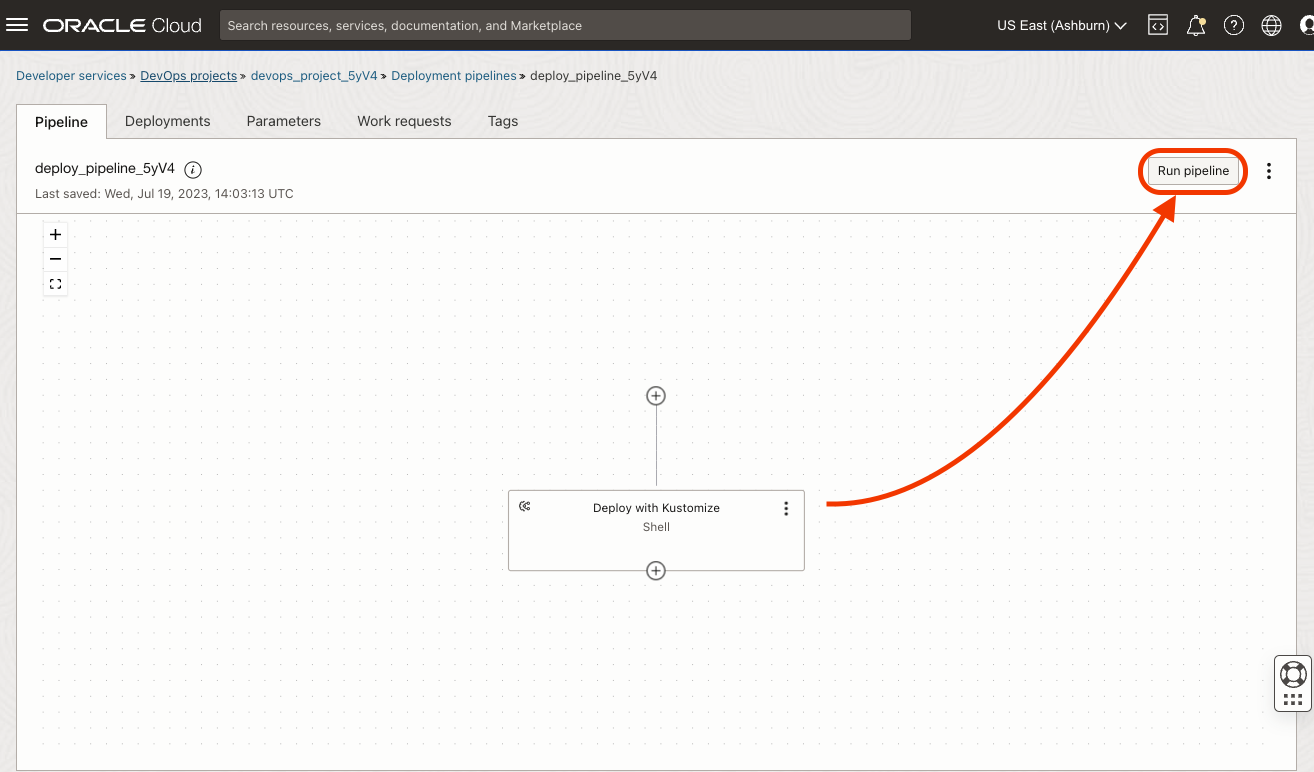 ORACLE Cloud
Search resources, services, documentation, and Marketplace
US East (Ashburn)
Developer services » DevOps projects » devops_project_5yV4 » Deployment pipelines » deploy_pipeline_5yV4
Pipeline
Deployments
Parameters
Work requests
Tags
deploy_pipeline_5yV4
Run pipeline
Last saved: Wed, Jul 19, 2023, 14:03:13 UTC
Deploy with Kustomize
Shell